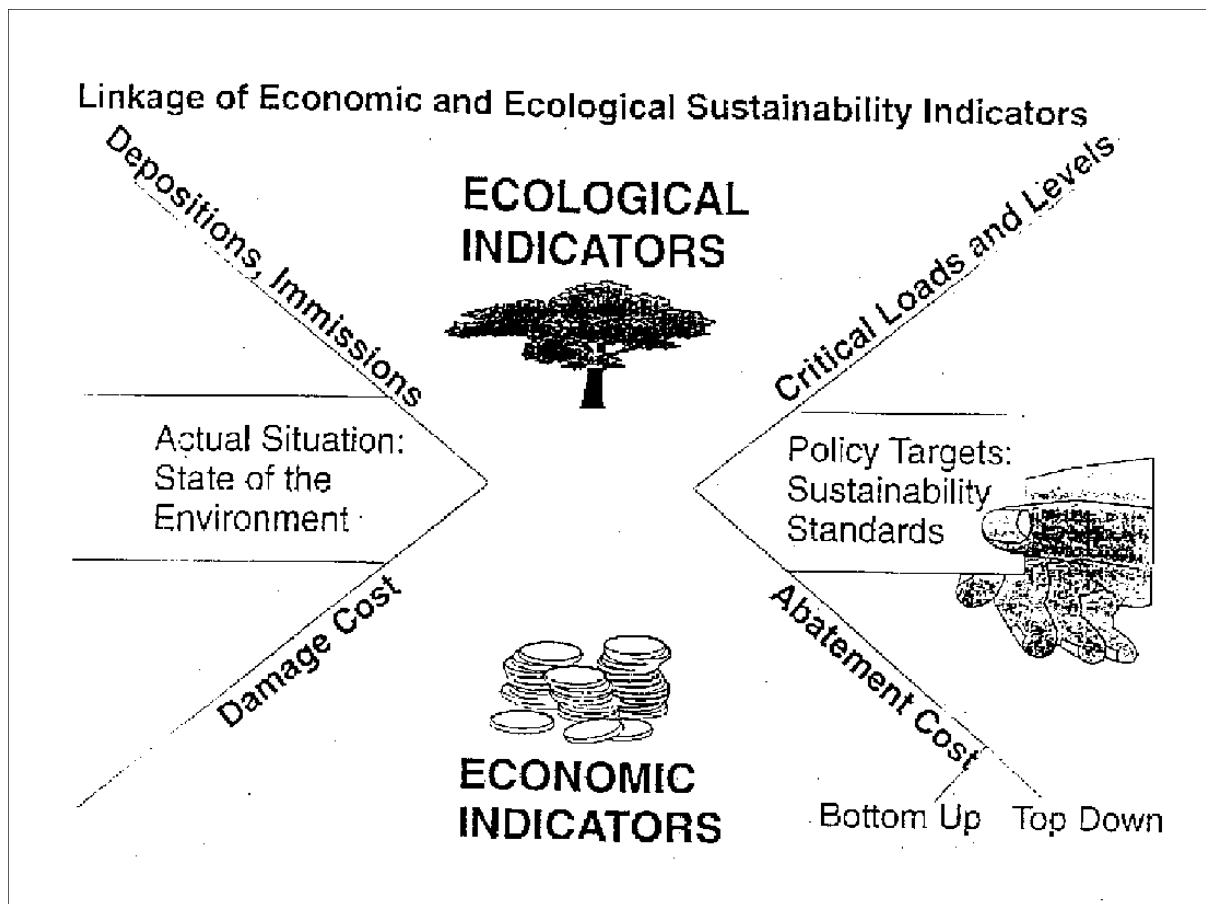 Linkage of Economic and Ecological Sustainability Indicators
Depositions, Immissions
ECOLOGICAL
INDICATORS
Critical Loads and Levels
Actual Situation:
State of the
Environment
Policy Targets:
Sustainability
Standards
Damage Cost
Abatement Cost
ECONOMIC
INDICATORS
Bottom Up
Top Down